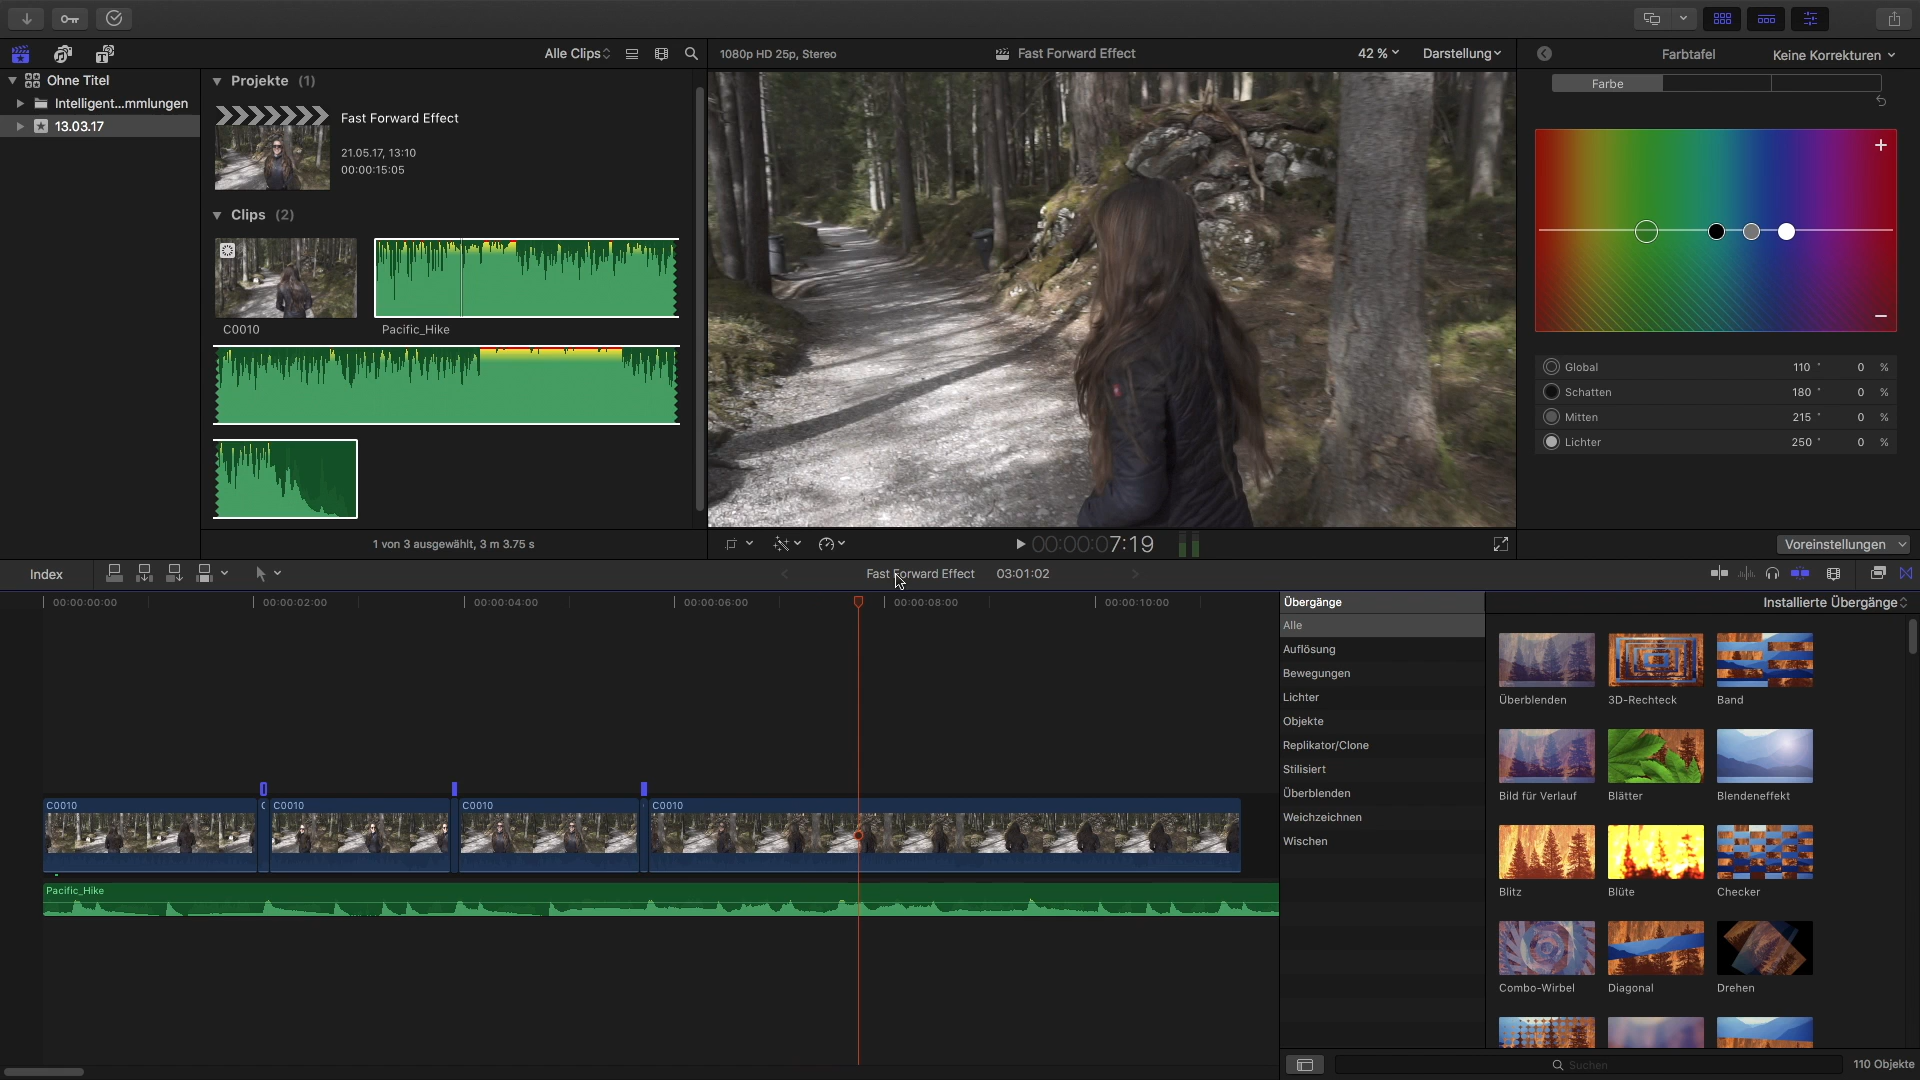 Alle Clips
1080p HD 25p, Stereo
Fast Forward Effect
42 %
Darstellung
Farbtafel
Keine Korrekturen
Ohne Titel
Intelligent...mmlungen
13.03.17
Projekte (1)
Fast Forward Effect
21.05.17, 13:10
00:00:15:05
Clips (2)
C0010
Pacific_Hike
1 von 3 ausgewählt, 3 m 3.75 s
Farbe
Global 110 ° 0 %
Schatten 180 ° 0 %
Mitten 215 ° 0 %
Lichter 250 ° 0 %
00:00:07:19
Voreinstellungen
Index
Fast Forward Effect 03:01:02
00:00:00:00
00:00:02:00
00:00:04:00
00:00:06:00
00:00:08:00
00:00:10:00
C0010
C
C0010
C0010
C0010
Pacific_Hike
Übergänge
Alle
Auflösung
Bewegungen
Lichter
Objekte
Replikator/Clone
Stilisiert
Überblenden
Weichzeichnen
Wischen
Installierte Übergänge
Überblenden
3D-Rechteck
Band
Bild für Verlauf
Blätter
Blendeneffekt
Blitz
Blüte
Checker
Combo-Wirbel
Diagonal
Drehen
Suchen
110 Objekte